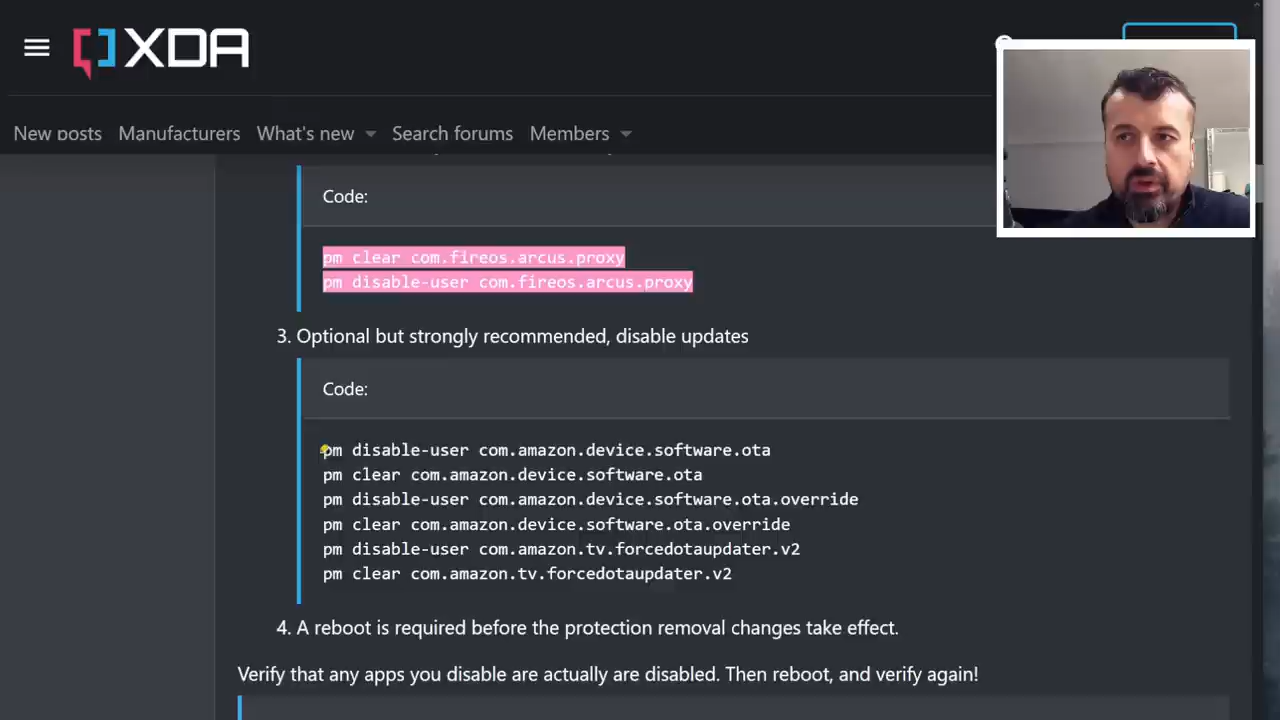 XDA
New posts Manufacturers What's new Search forums Members
Code:
pm clear com.fireos.arcus.proxy
pm disable-user com.fireos.arcus.proxy
3. Optional but strongly recommended, disable updates
Code:
pm disable-user com.amazon.device.software.ota
pm clear com.amazon.device.software.ota
pm disable-user com.amazon.device.software.ota.override
pm clear com.amazon.device.software.ota.override
pm disable-user com.amazon.tv.forcedotaupdater.v2
pm clear com.amazon.tv.forcedotaupdater.v2
4. A reboot is required before the protection removal changes take effect.
Verify that any apps you disable are actually are disabled. Then reboot, and verify again!